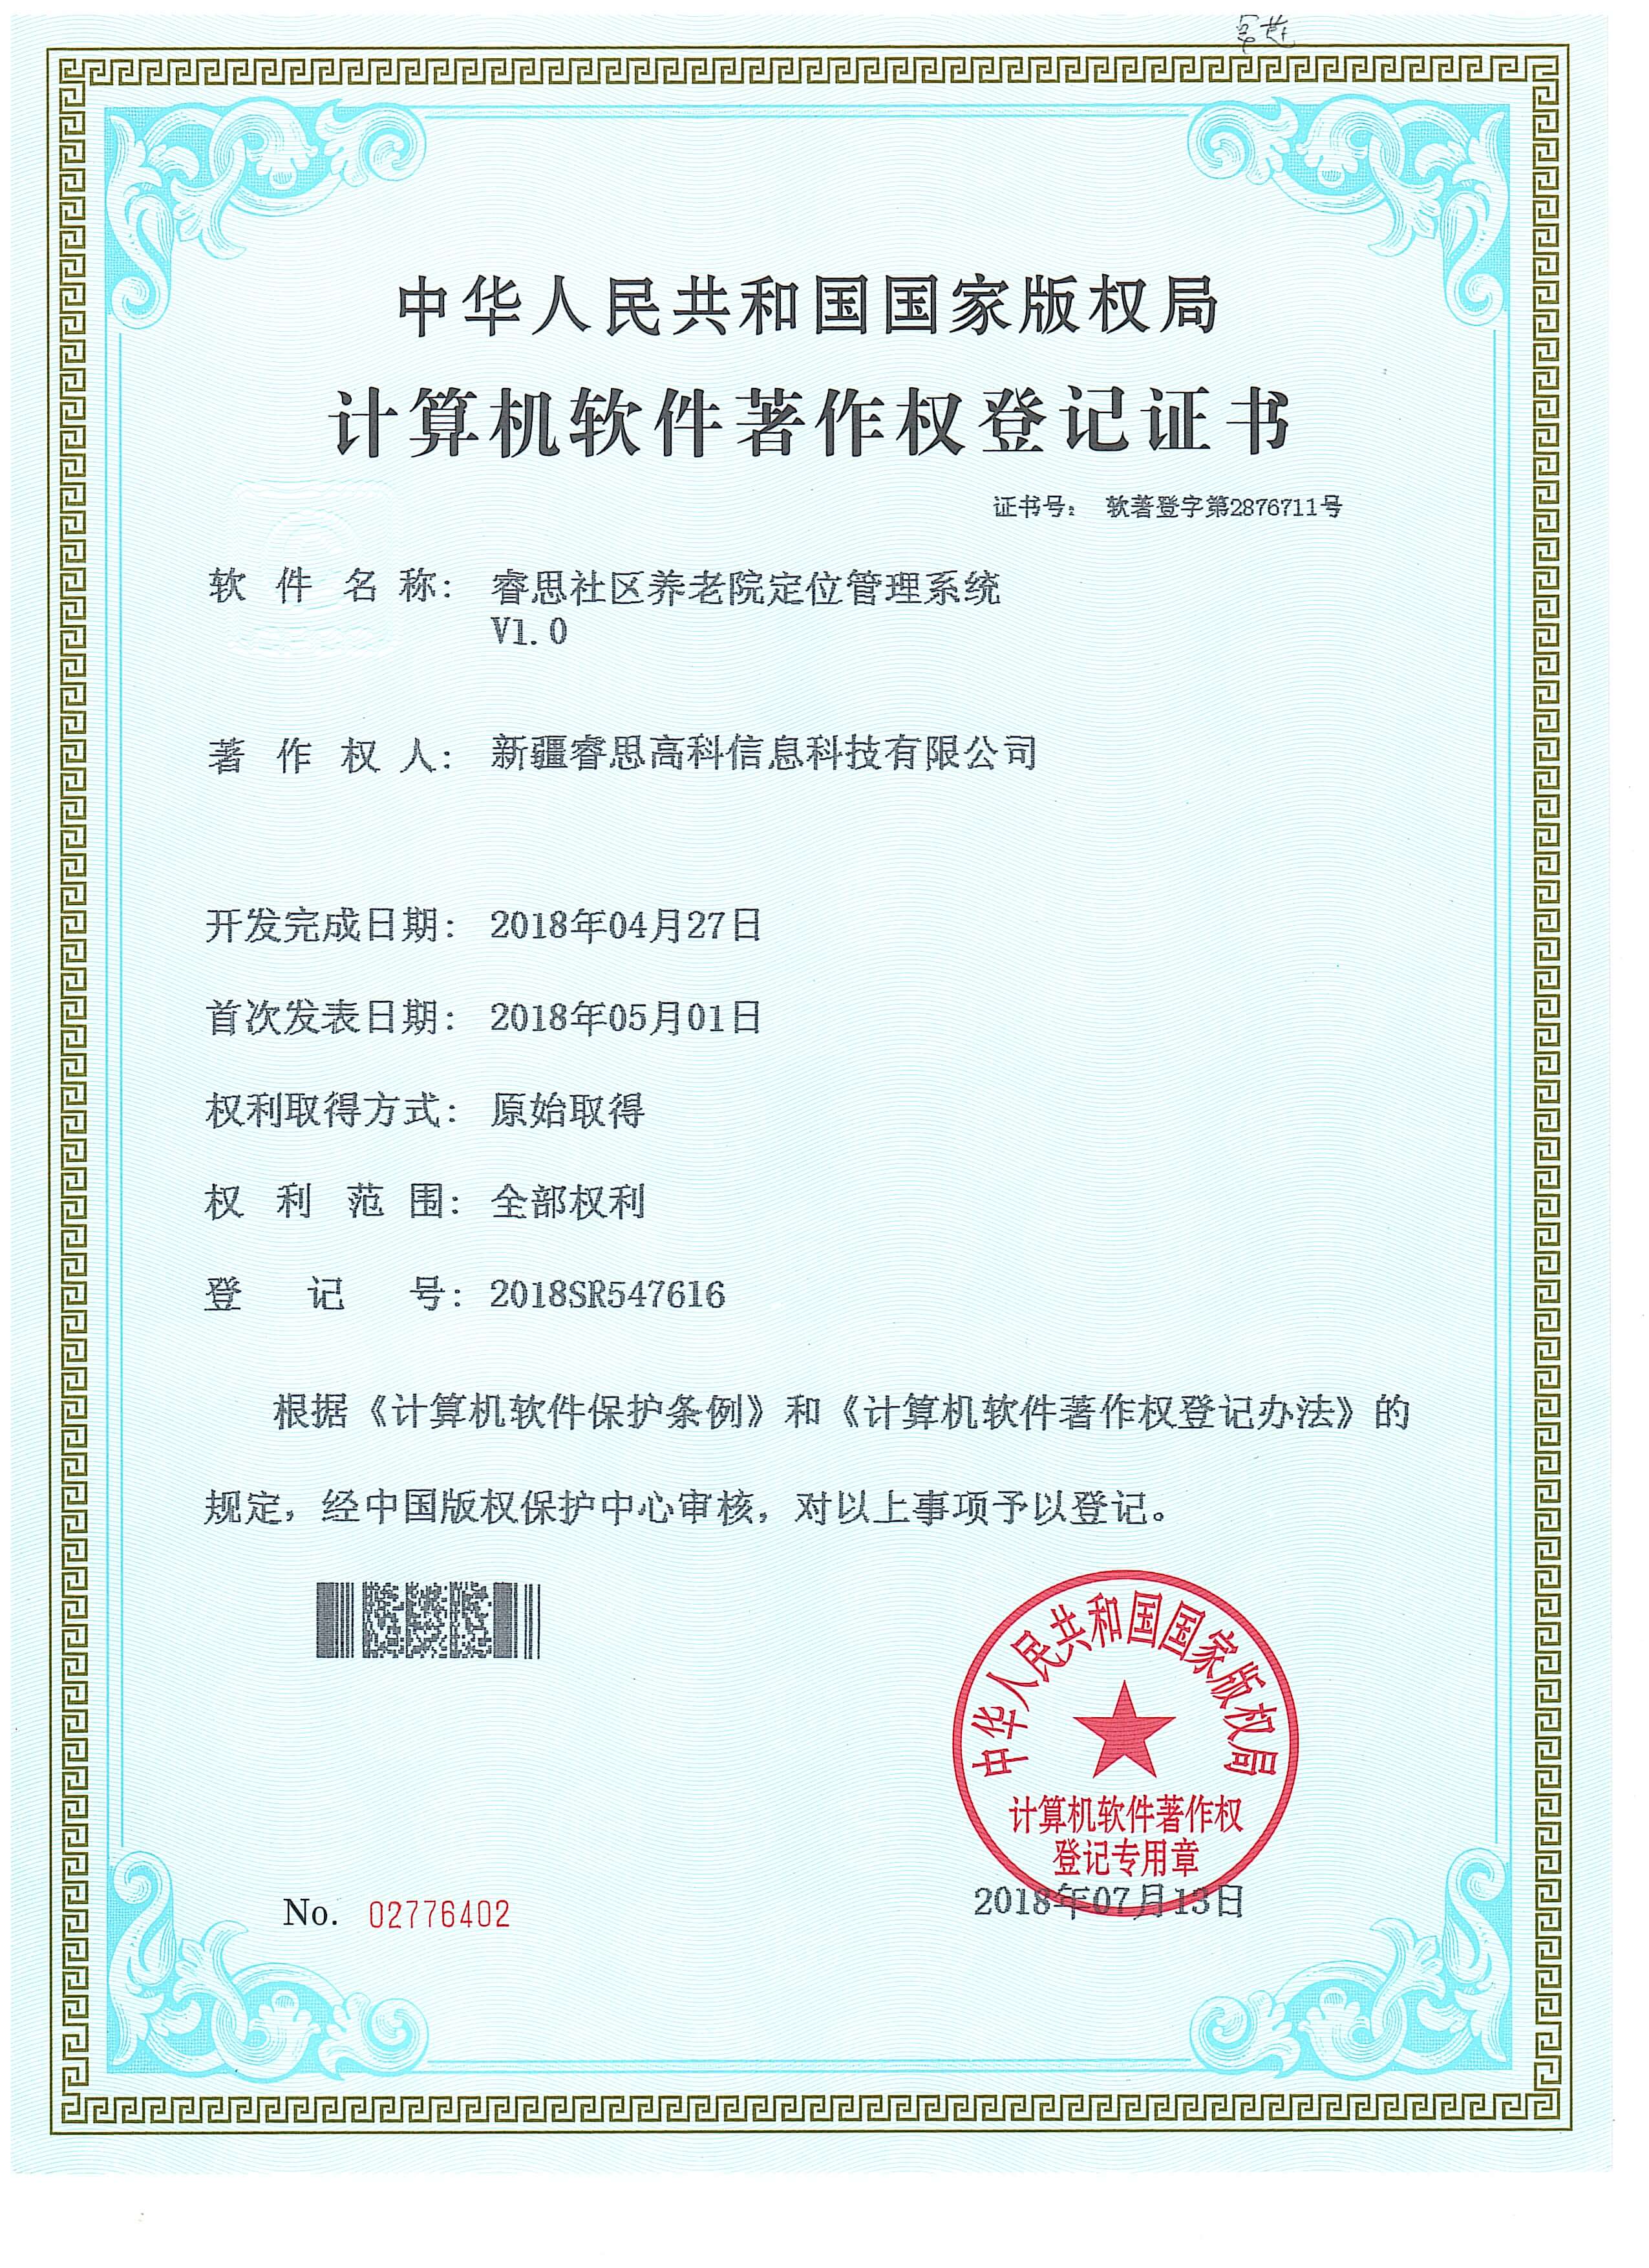 中华人民共和国国家版权局
计算机软件著作权登记证书
证书号： 软著登字第2876711号
软件名称： 睿思社区养老院定位管理系统
V1.0
著作权人： 新疆睿思高科信息科技有限公司
开发完成日期： 2018年04月27日
首次发表日期： 2018年05月01日
权利取得方式： 原始取得
权利范围： 全部权利
登记号： 2018SR547616
根据《计算机软件保护条例》和《计算机软件著作权登记办法》的
规定，经中国版权保护中心审核，对以上事项予以登记。
中华人民共和国国家版权局
计算机软件著作权
登记专用章
No. 02776402
2018年07月13日